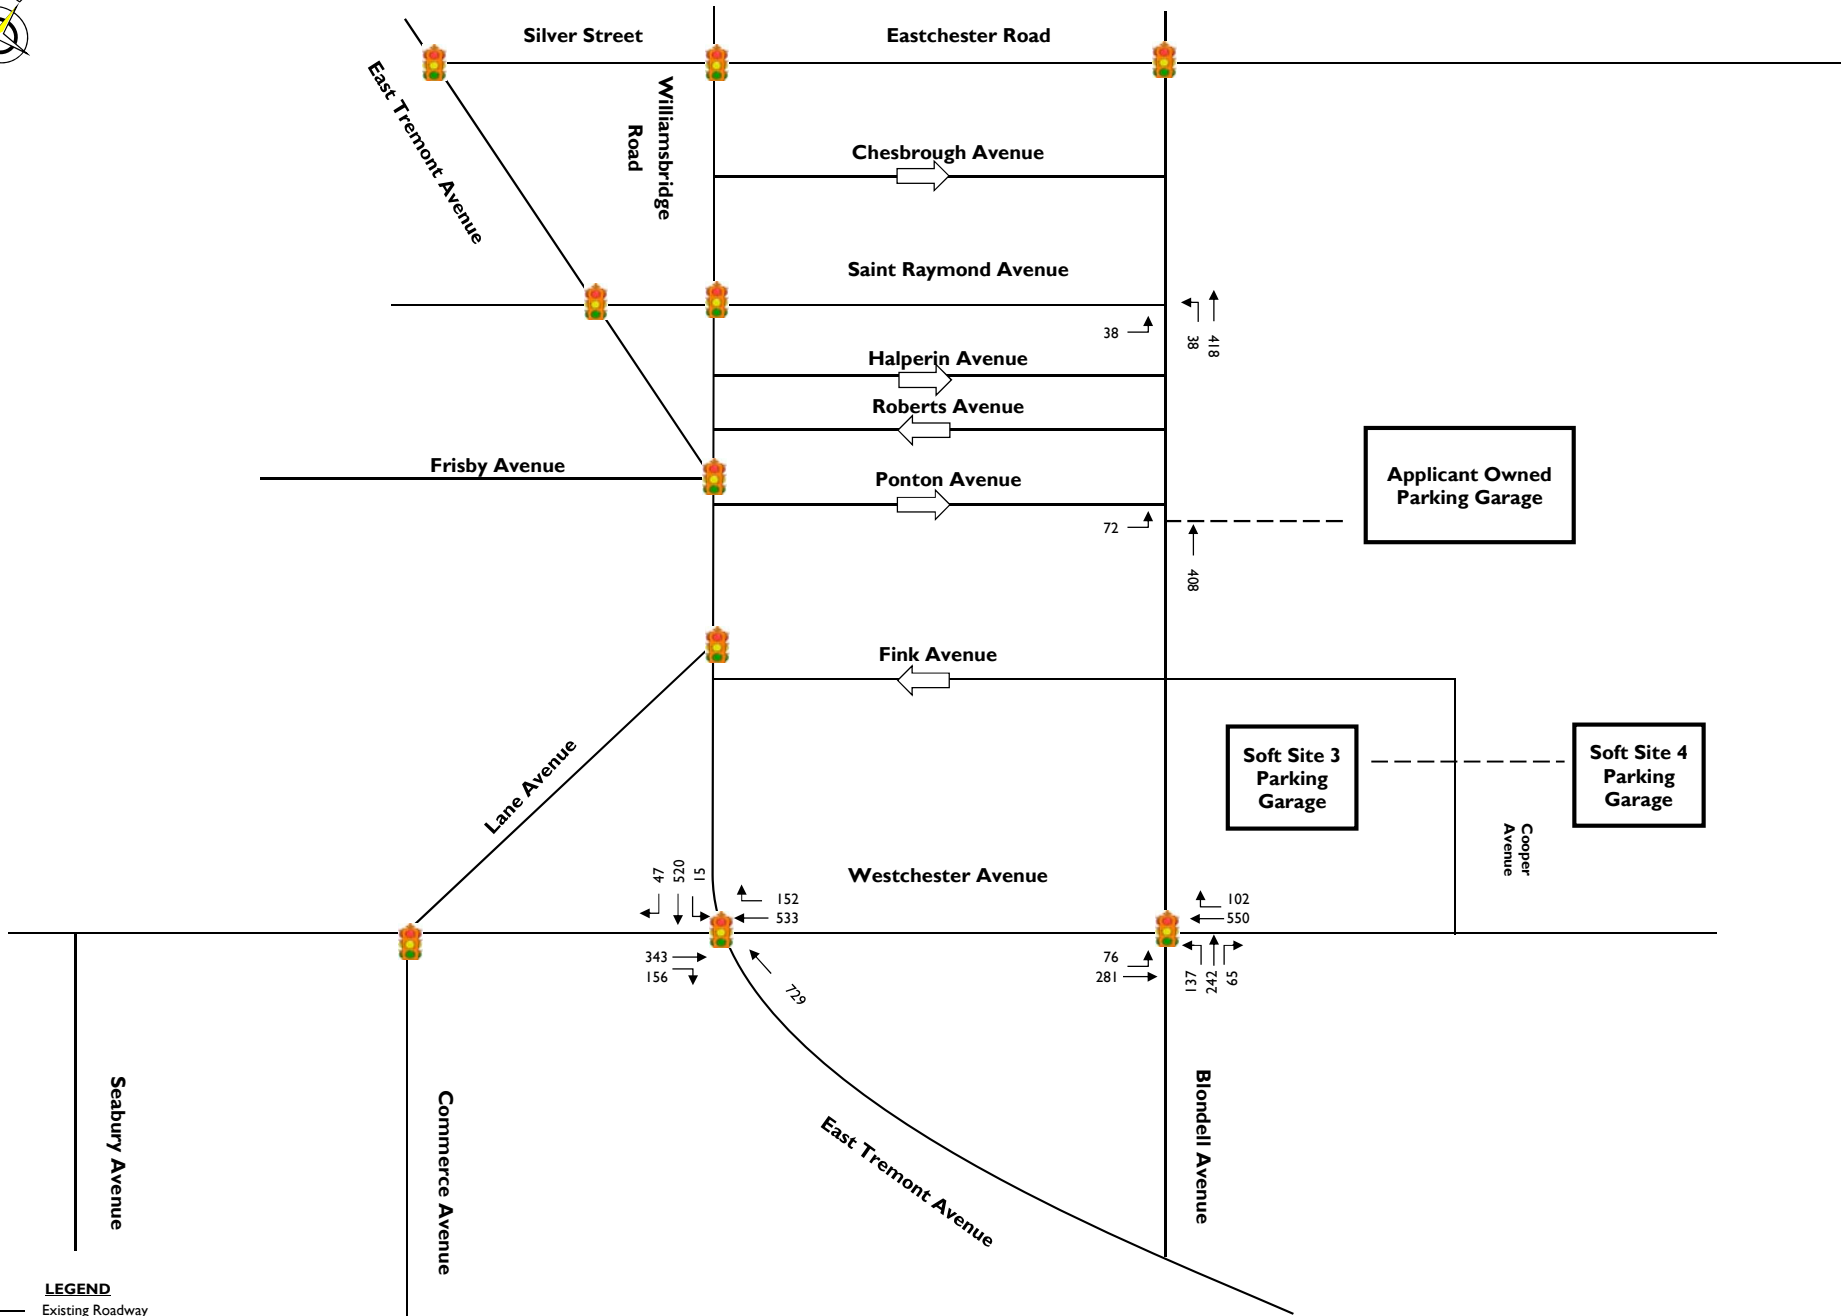 Silver Street
Eastchester Road
East Tremont Avenue
Williamsbridge
Road
Chesbrough Avenue
Saint Raymond Avenue
38
38
418
Halperin Avenue
Roberts Avenue
Frisby Avenue
Ponton Avenue
72
408
Applicant Owned
Parking Garage
Fink Avenue
Lane Avenue
Soft Site 3
Parking
Garage
Soft Site 4
Parking
Garage
Cooper
Avenue
47
520
15
152
533
Westchester Avenue
102
550
343
156
729
76
281
137
242
65
Seabury Avenue
Commerce Avenue
East Tremont Avenue
Blondell Avenue
LEGEND
Existing Roadway